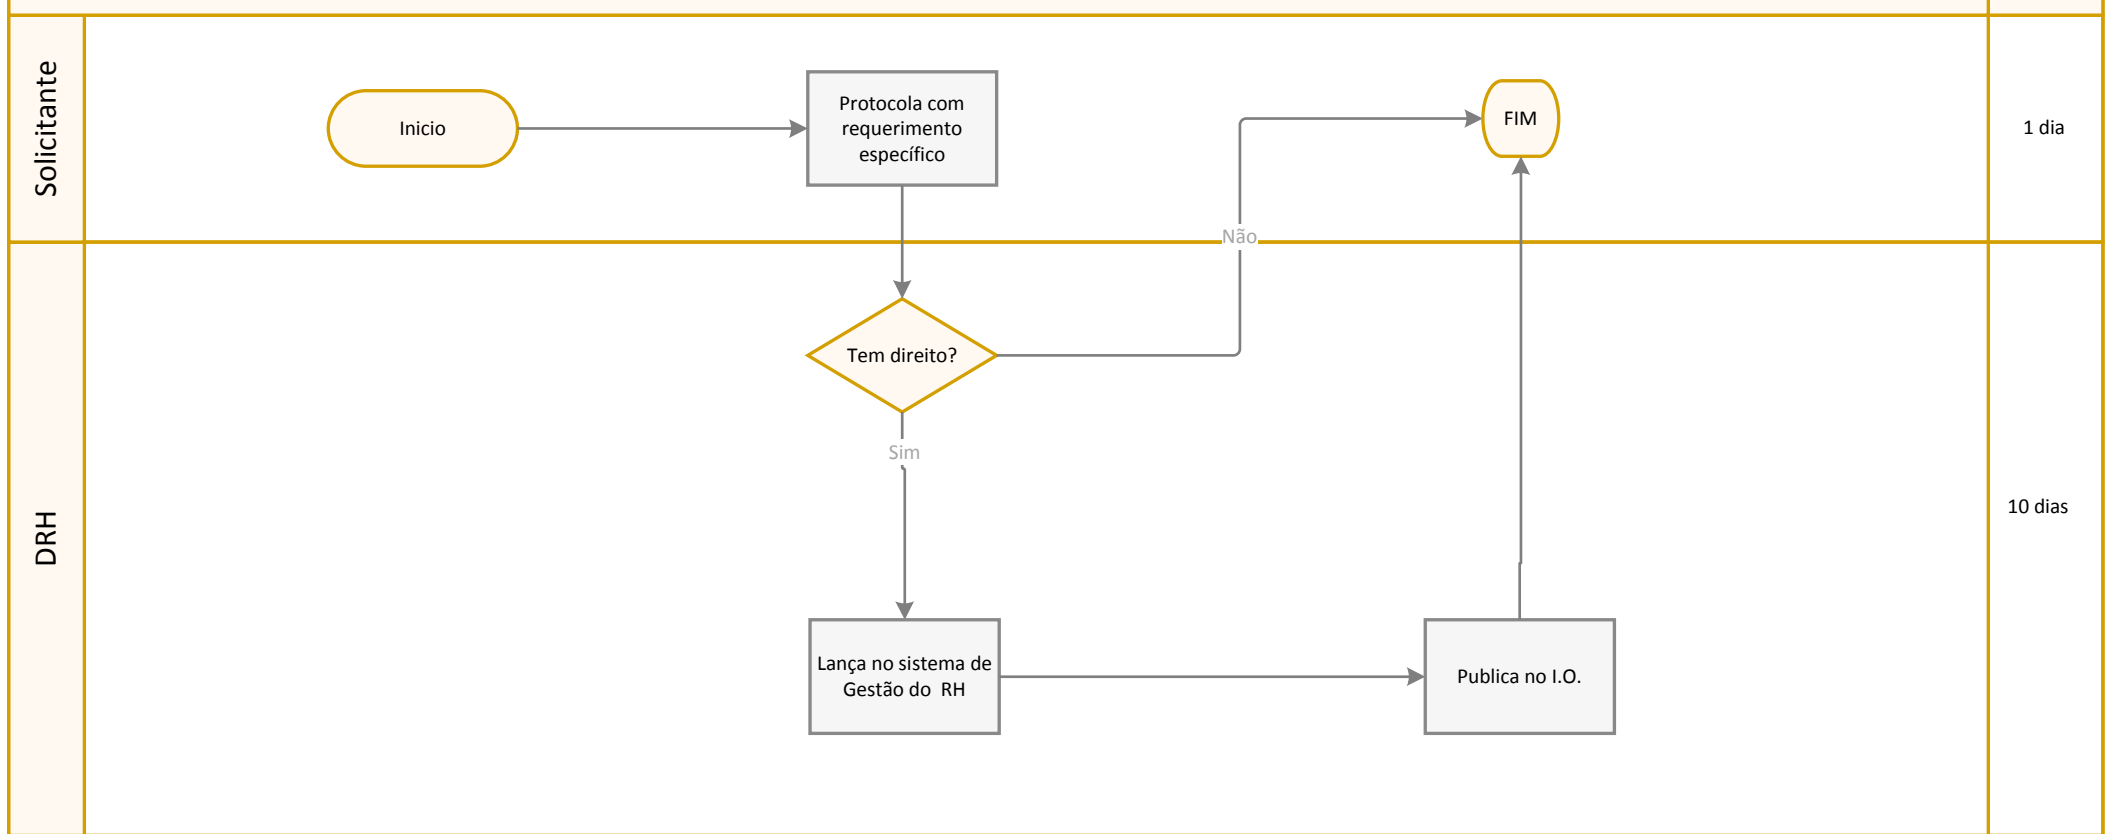 Solicitante
Inicio
Protocola com
requerimento
específico
FIM
1 dia
Não
DRH
Tem direito?
Sim
10 dias
Lança no sistema de
Gestão do  RH
Publica no I.O.